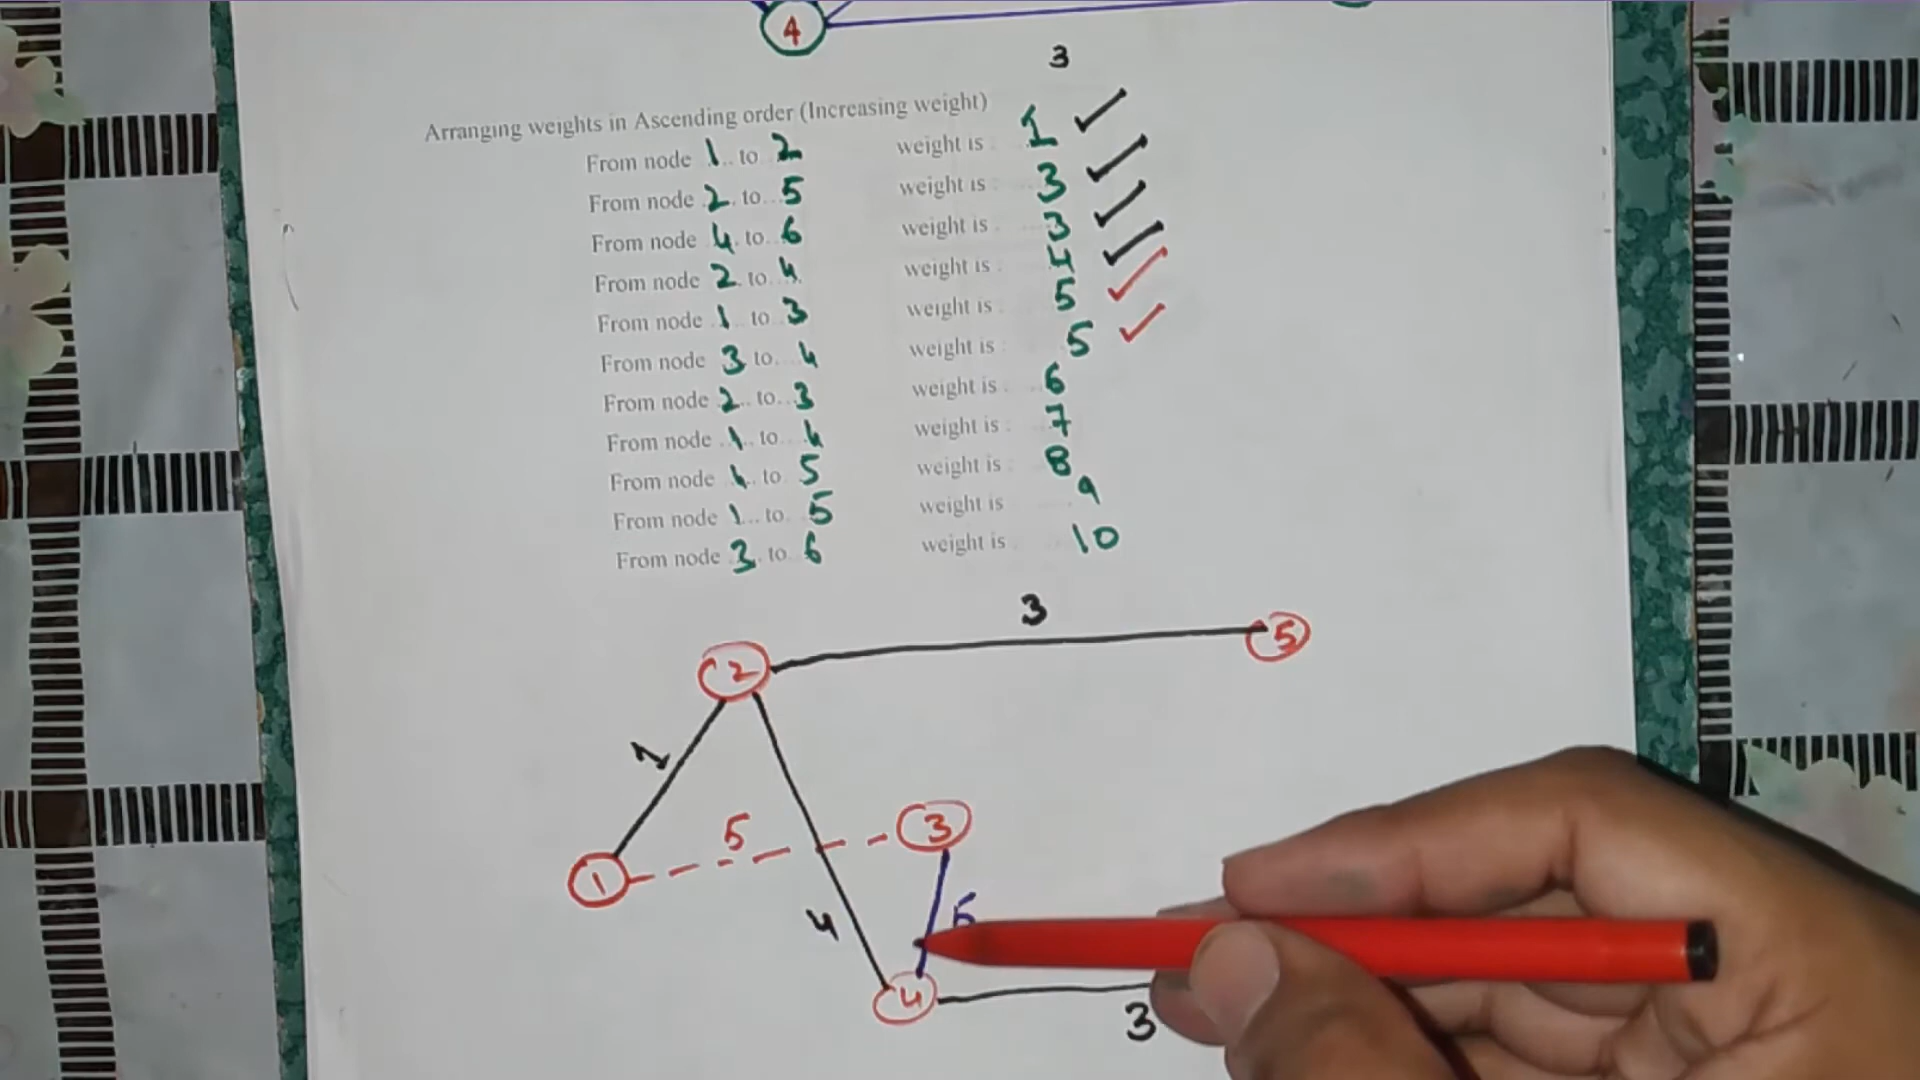 4
3
Arranging weights in Ascending order (Increasing weight)
From node 1 to 2 weight is 1
From node 2 to 5 weight is 3
From node 4 to 6 weight is 3
From node 2 to 4 weight is 4
From node 1 to 3 weight is 5
From node 3 to 4 weight is 5
From node 2 to 3 weight is 6
From node 1 to 4 weight is 7
From node 4 to 5 weight is 8
From node 1 to 5 weight is 9
From node 3 to 6 weight is 10
3
2
5
1
5
3
1
4
5
4
3